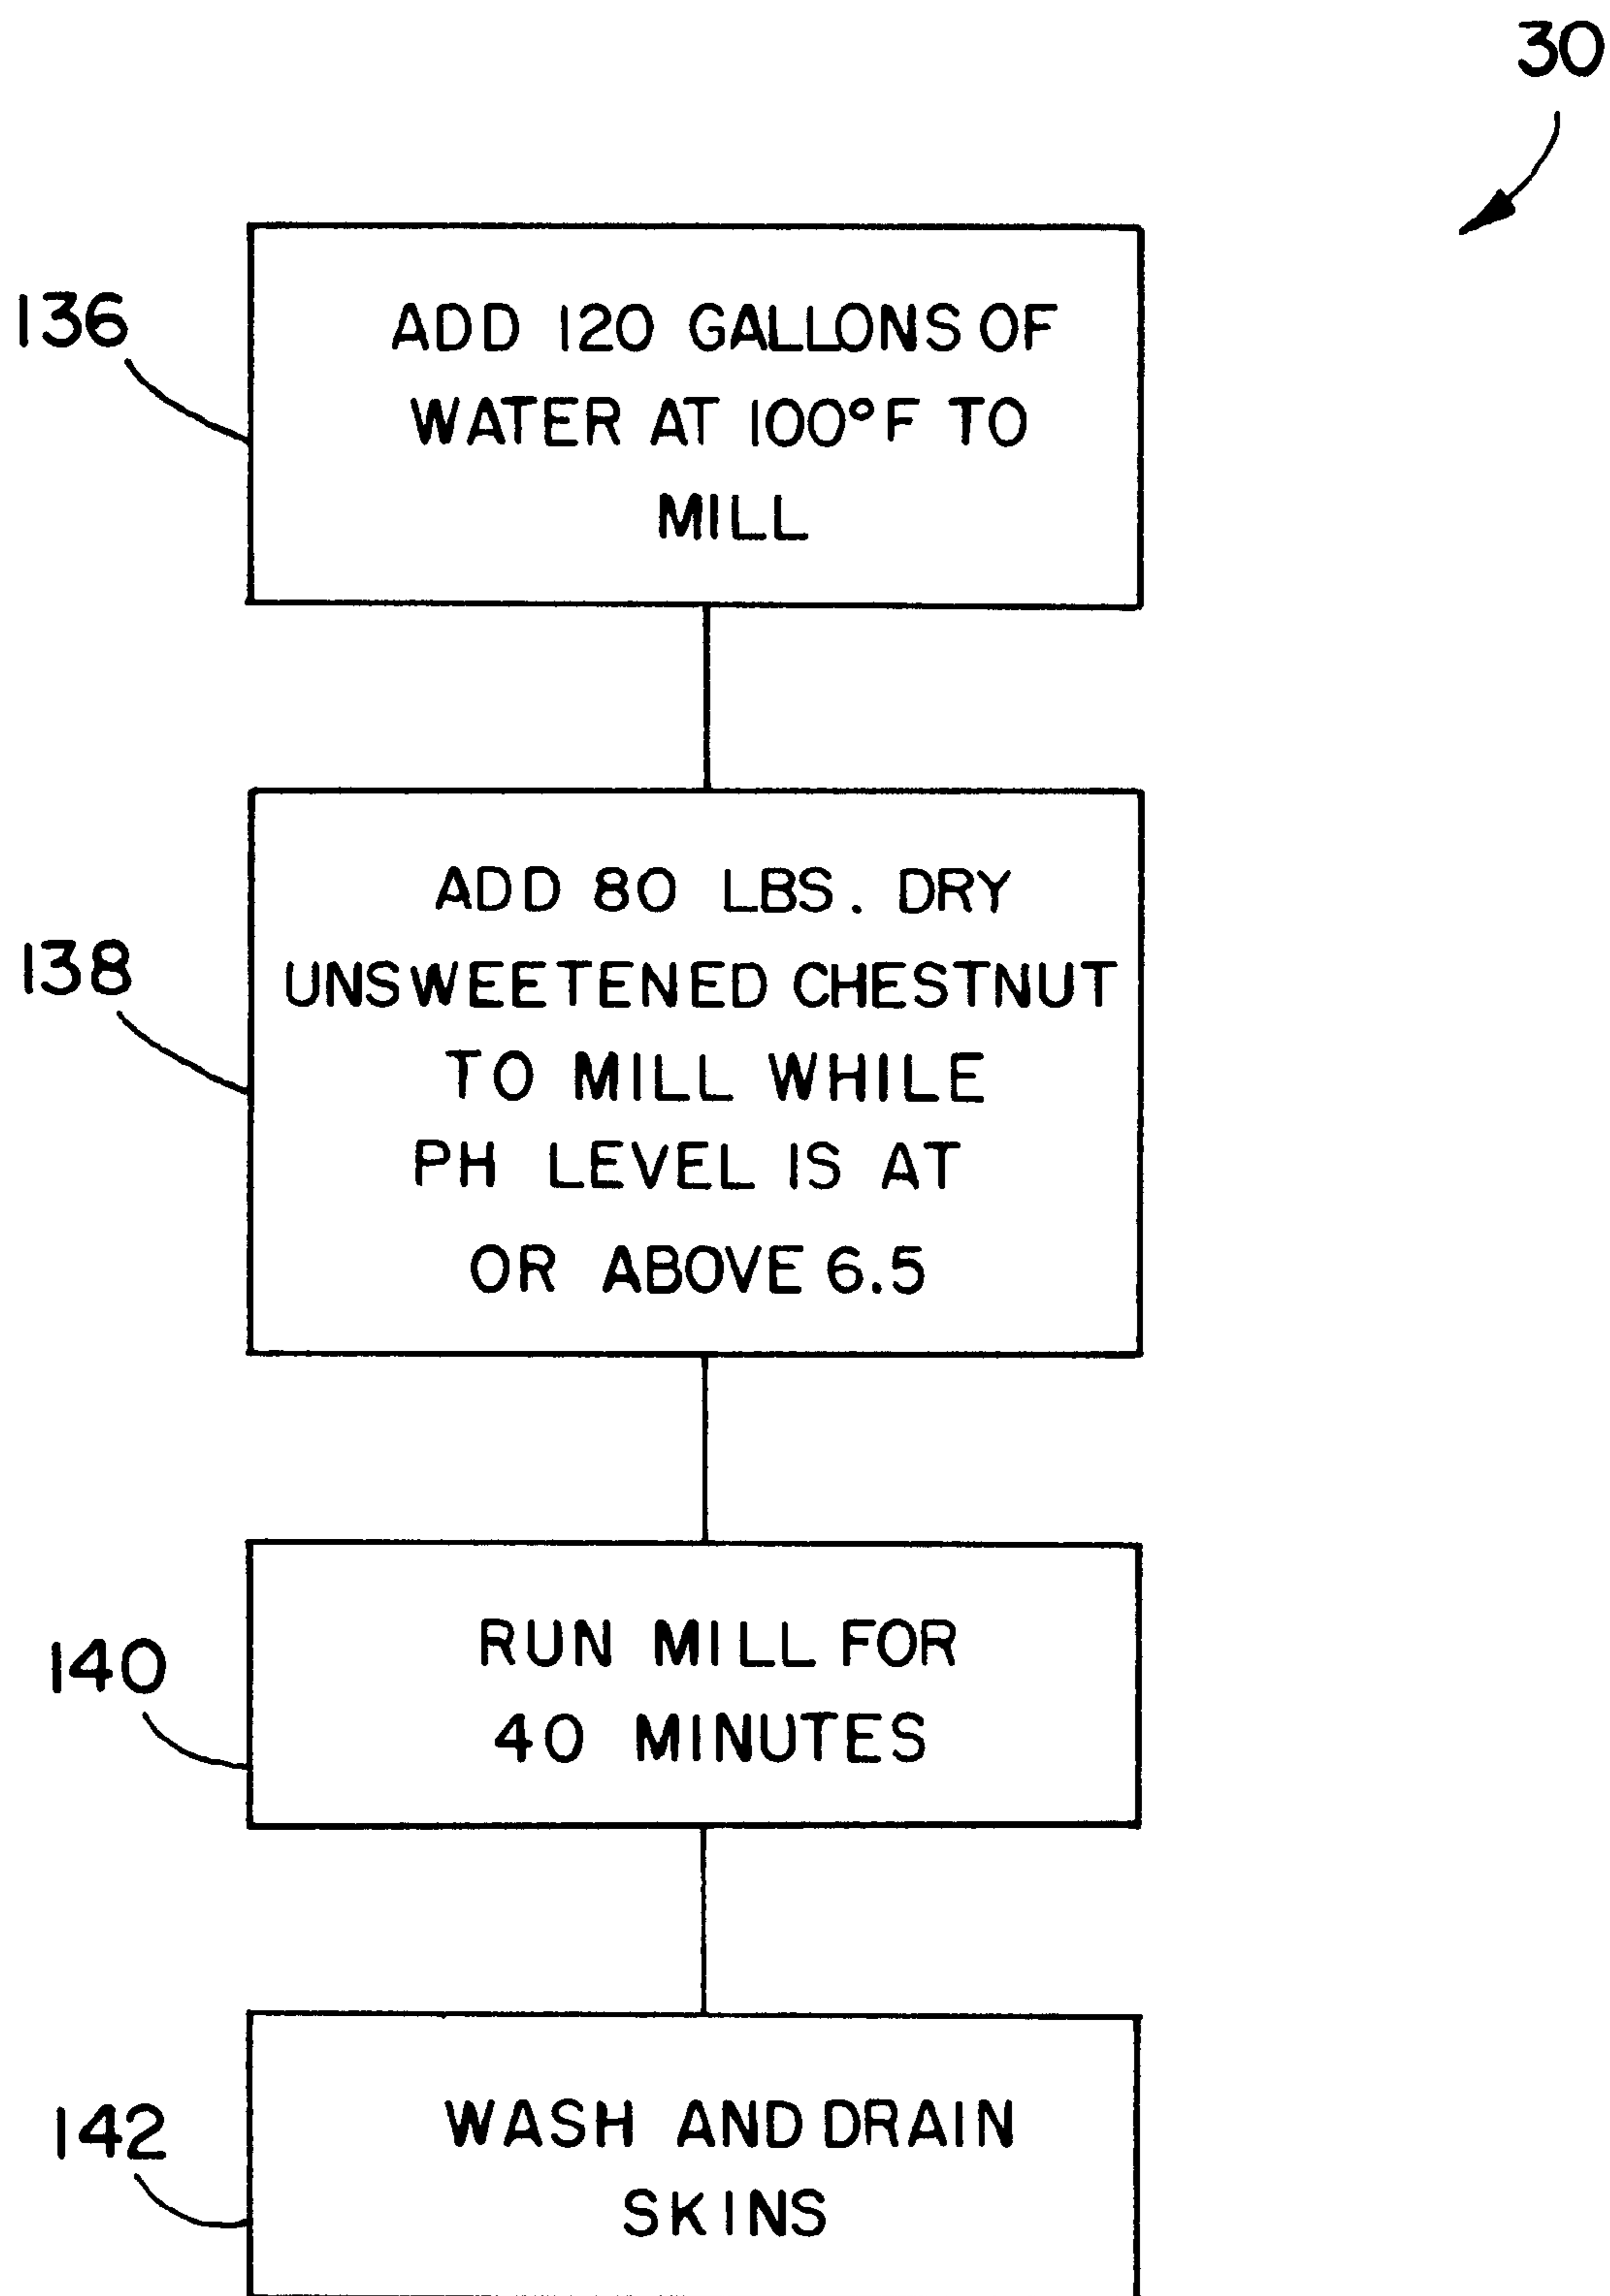 30
136
ADD 120 GALLONS OF
WATER AT 100°F TO
MILL
138
ADD 80 LBS. DRY
UNSWEETENED CHESTNUT
TO MILL WHILE
PH LEVEL IS AT
OR ABOVE 6.5
140
RUN MILL FOR
40 MINUTES
142
WASH AND DRAIN
SKINS